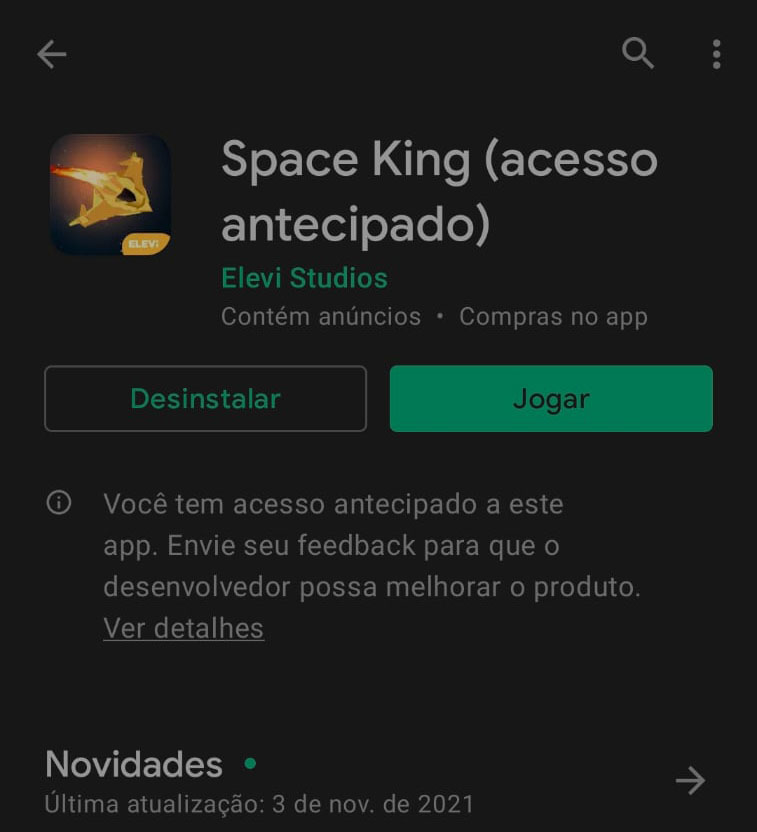 Space King (acesso
antecipado)
ELEVI
Elevi Studios
Contém anúncios • Compras no app
Desinstalar
Jogar
Você tem acesso antecipado a este
app. Envie seu feedback para que o
desenvolvedor possa melhorar o produto.
Ver detalhes
Novidades •
Última atualização: 3 de nov. de 2021